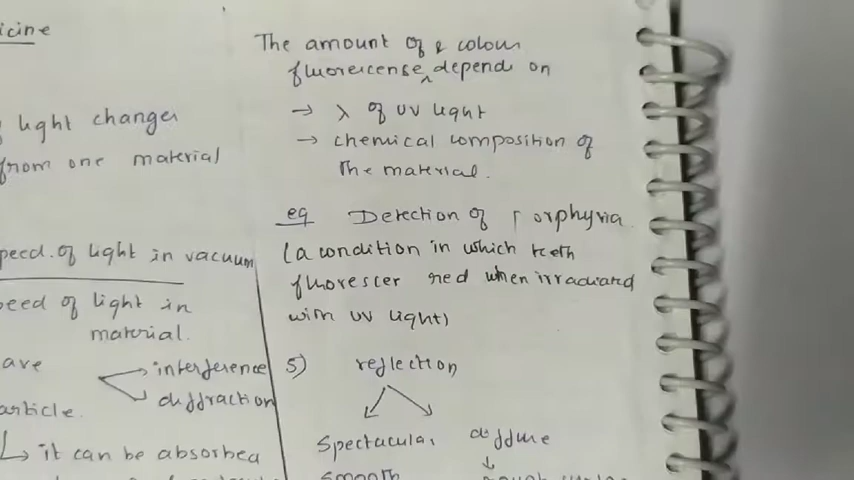 icine
light changes
from one material
peed. of light in vacuum
eed of light in
material.
ave
interference
diffraction
article.
it can be absorbed
The amount of & colour
fluorescense ^ depend on
→ λ of UV light
→ chemical composition of
the material.
eg Detection of Porphyria
(a condition in which teeth
fluoresces red when irradiated
with UV light)
5) reflection
Spectacular diffuse
smooth